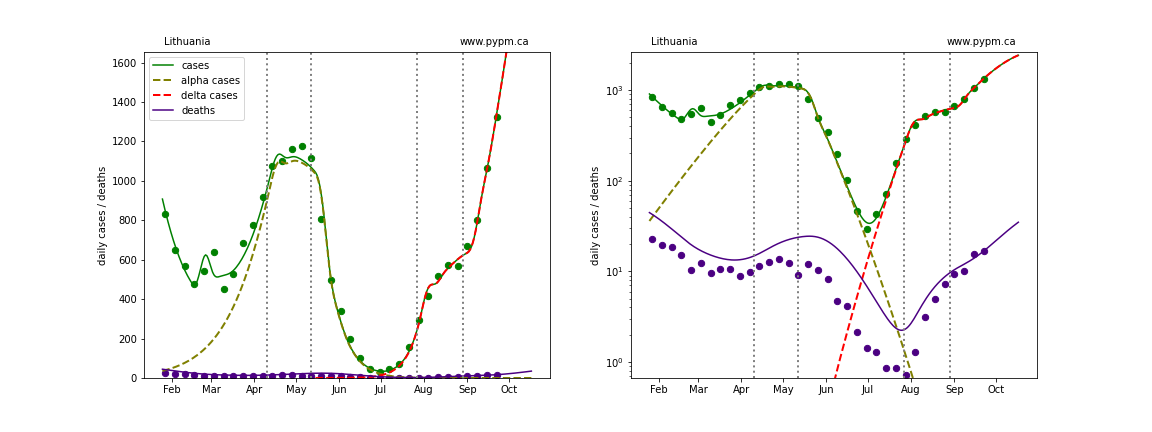 Lithuania www.pypm.ca
cases
alpha cases
delta cases
deaths
daily cases / deaths
1600
1400
1200
1000
800
600
400
200
0
Feb Mar Apr May Jun Jul Aug Sep Oct
Lithuania www.pypm.ca
daily cases / deaths
10³
10²
10¹
10⁰
Feb Mar Apr May Jun Jul Aug Sep Oct